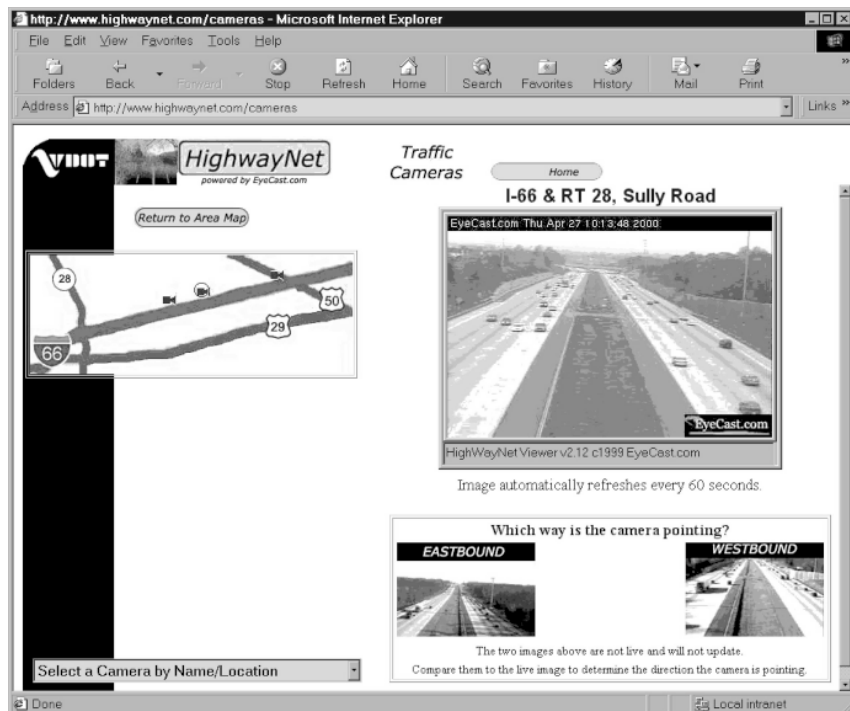 http://www.highwaynet.com/cameras - Microsoft Internet Explorer
File Edit View Favorites Tools Help
Folders Back Forward Stop Refresh Home Search Favorites History Mail Print
Address http://www.highwaynet.com/cameras Links
VDOT
HighwayNet
powered by EyeCast.com
Traffic
Cameras
Home
I-66 & RT 28, Sully Road
Return to Area Map
EyeCast.com Thu Apr 27 10:13:48 2000
28
50
29
66
EyeCast.com
HighWayNet Viewer v2.12 c1999 EyeCast.com
Image automatically refreshes every 60 seconds.
Which way is the camera pointing?
EASTBOUND WESTBOUND
The two images above are not live and will not update.
Compare them to the live image to determine the direction the camera is pointing.
Select a Camera by Name/Location
Done Local intranet